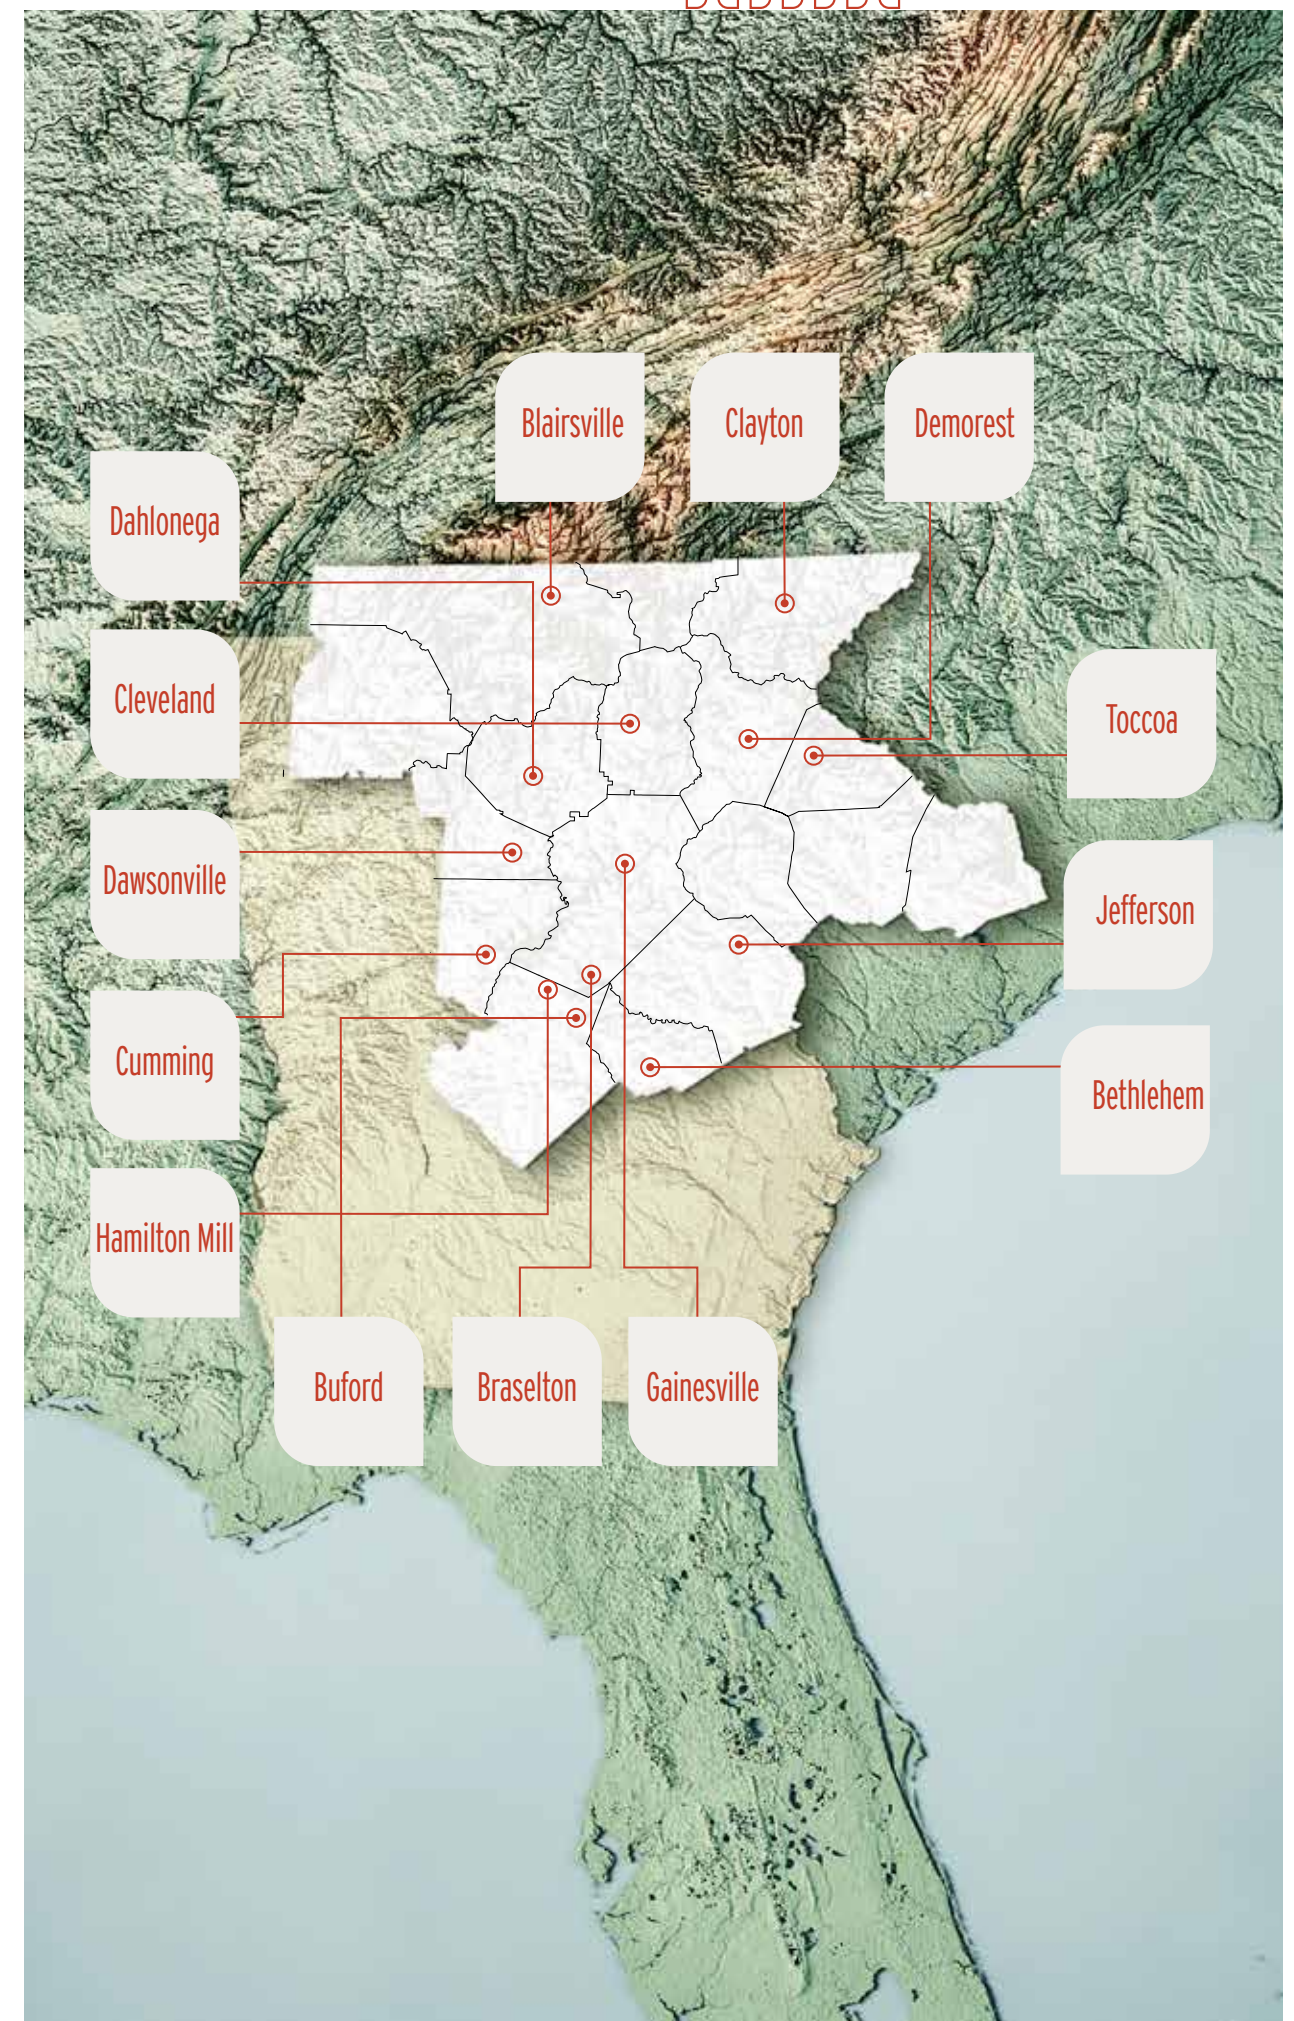 Blairsville
Clayton
Demorest
Dahlonega
Cleveland
Toccoa
Dawsonville
Jefferson
Cumming
Bethlehem
Hamilton Mill
Buford
Braselton
Gainesville